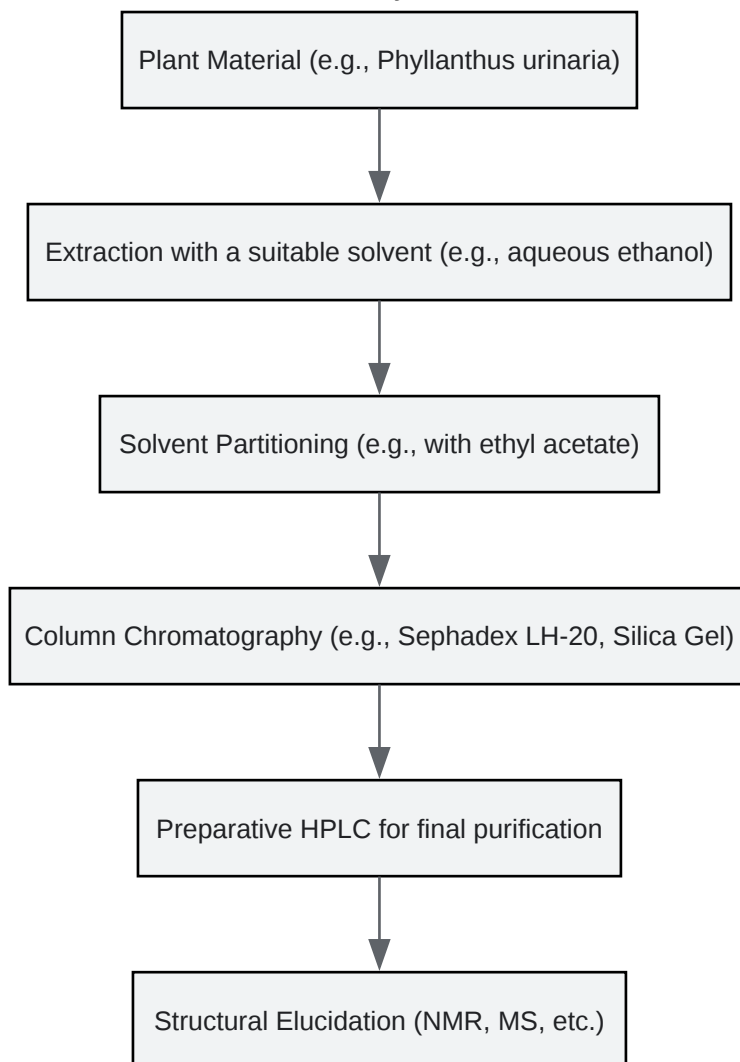 Plant Material (e.g., Phyllanthus urinaria)
Extraction with a suitable solvent (e.g., aqueous ethanol)
Solvent Partitioning (e.g., with ethyl acetate)
Column Chromatography (e.g., Sephadex LH-20, Silica Gel)
Preparative HPLC for final purification
Structural Elucidation (NMR, MS, etc.)